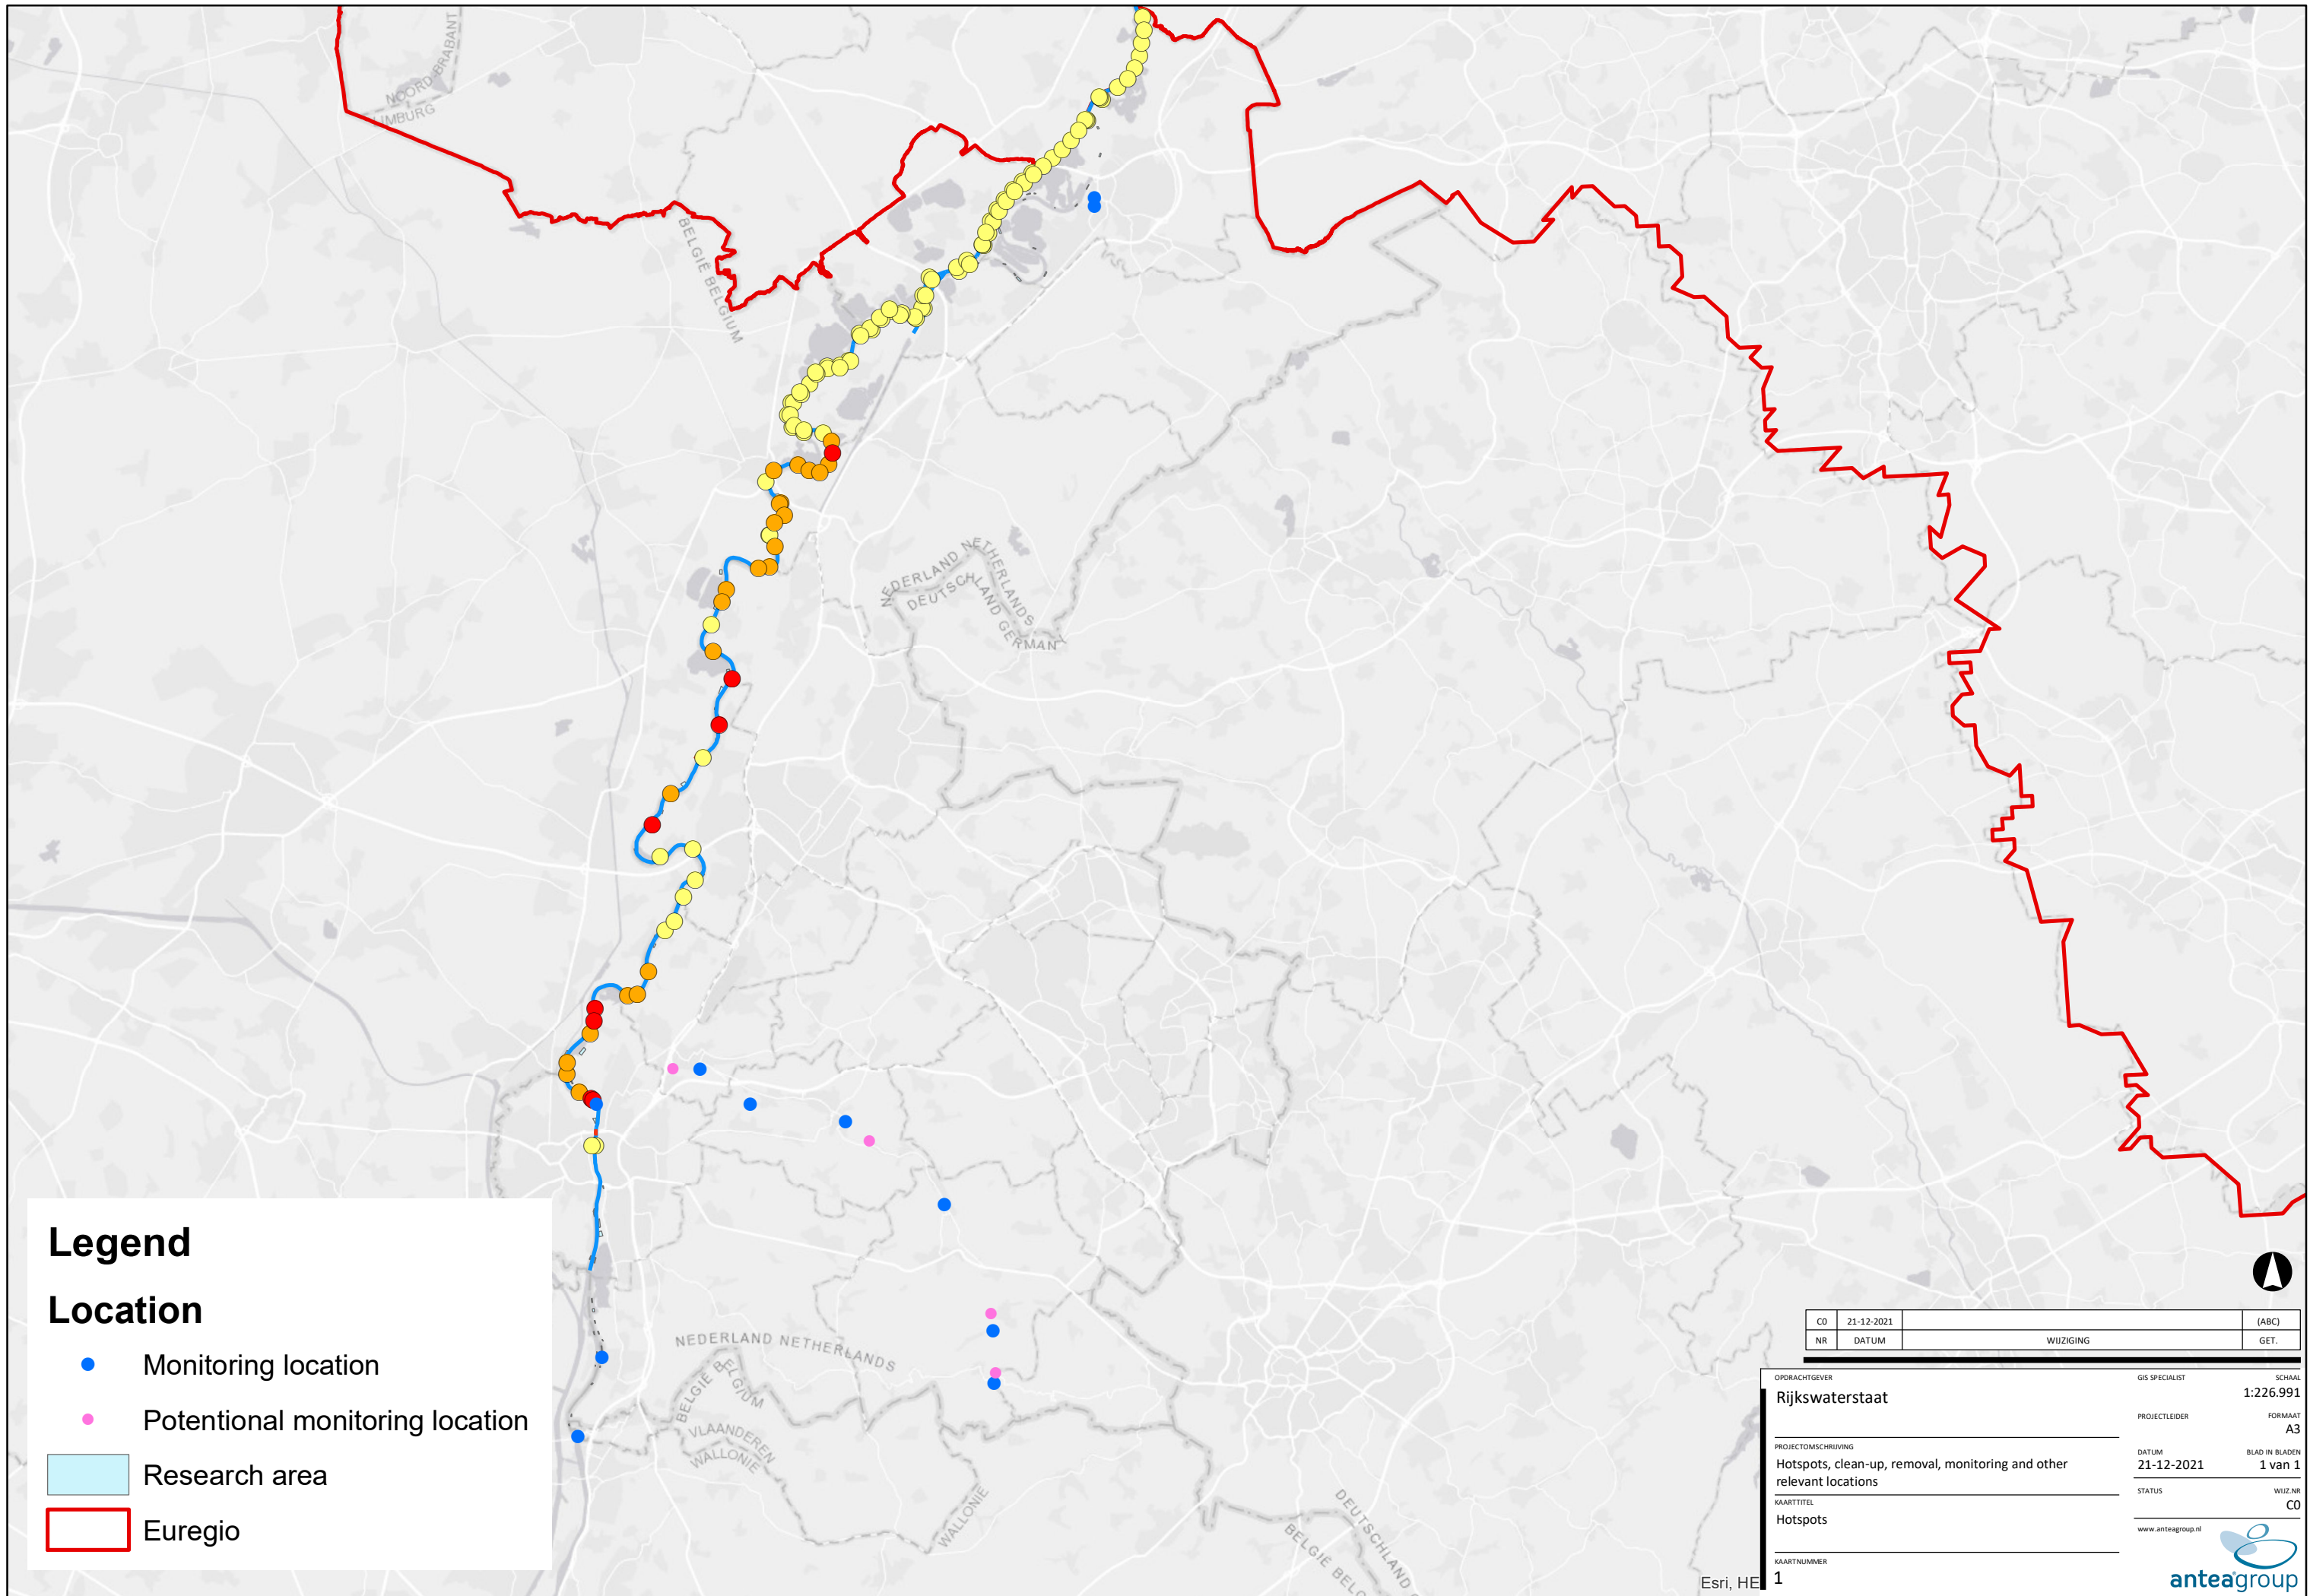 NOORD-BRABANT
LIMBURG
BELGIË BELGIUM
NEDERLAND NETHERLANDS
DEUTSCHLAND GERMANY
Legend
Location
Monitoring location
Potentional monitoring location
Research area
Euregio
NEDERLAND NETHERLANDS
BELGIË BELGIUM
VLAANDEREN
WALLONIE
WALLONIE
DEUTSCHLAND
BELGIË BELG
C0 21-12-2021 (ABC)
NR DATUM WIJZIGING GET.
OPDRACHTGEVER GIS SPECIALIST SCHAAL
Rijkswaterstaat 1:226.991
PROJECTLEIDER FORMAAT
A3
PROJECTOMSCHRIJVING DATUM BLAD IN BLADEN
Hotspots, clean-up, removal, monitoring and other 21-12-2021 1 van 1
relevant locations
STATUS WIJZ.NR
C0
KAARTTITEL
Hotspots
www.anteagroup.nl
KAARTNUMMER
1
anteagroup
Esri, HE